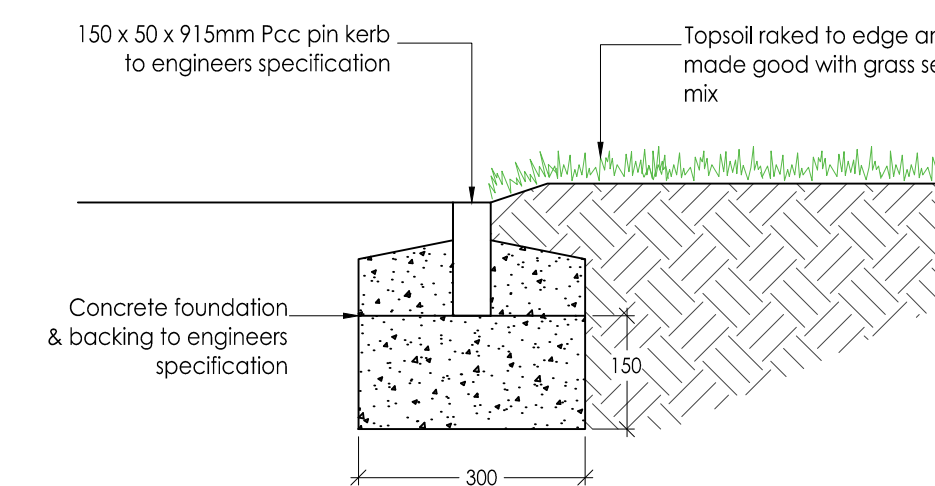 150 x 50 x 915mm Pcc pin kerb
to engineers specification
Topsoil raked to edge
made good with grass
mix
Concrete foundation
& backing to engineers
specification
150
300